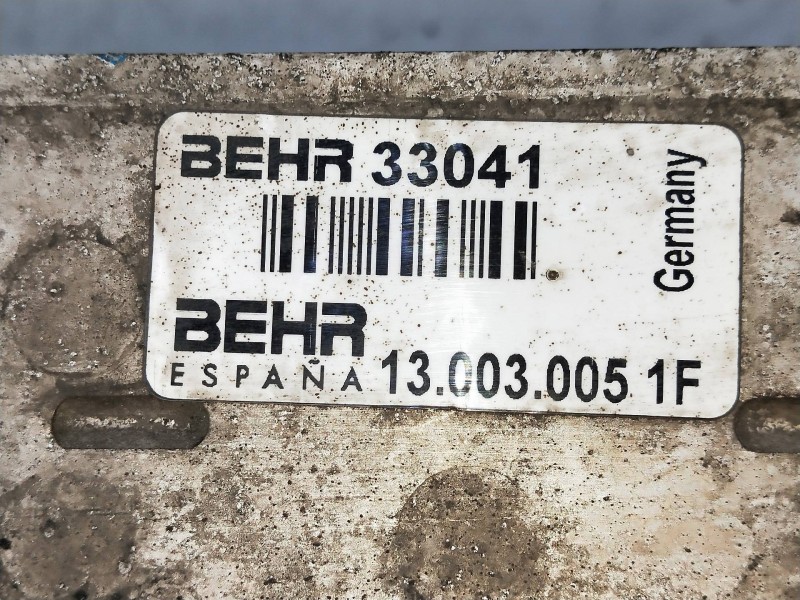 BEHR 33041
Germany
BEHR
ESPAÑA 13.003.005 1F